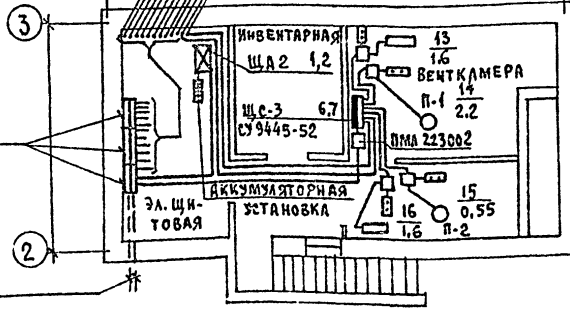 3
ИНВЕНТАРНАЯ
ЩА 2 1,2
13
1.6
ВЕНТКАМЕРА
П-1 14
2.2
ЩС-3 6,7
СУ 9445-52
ПМЛ 223002
АККУМУЛЯТОРНАЯ
УСТАНОВКА
ЭЛ. ЩИ-
ТОВАЯ
15
0,55
16
1,6
П-2
2